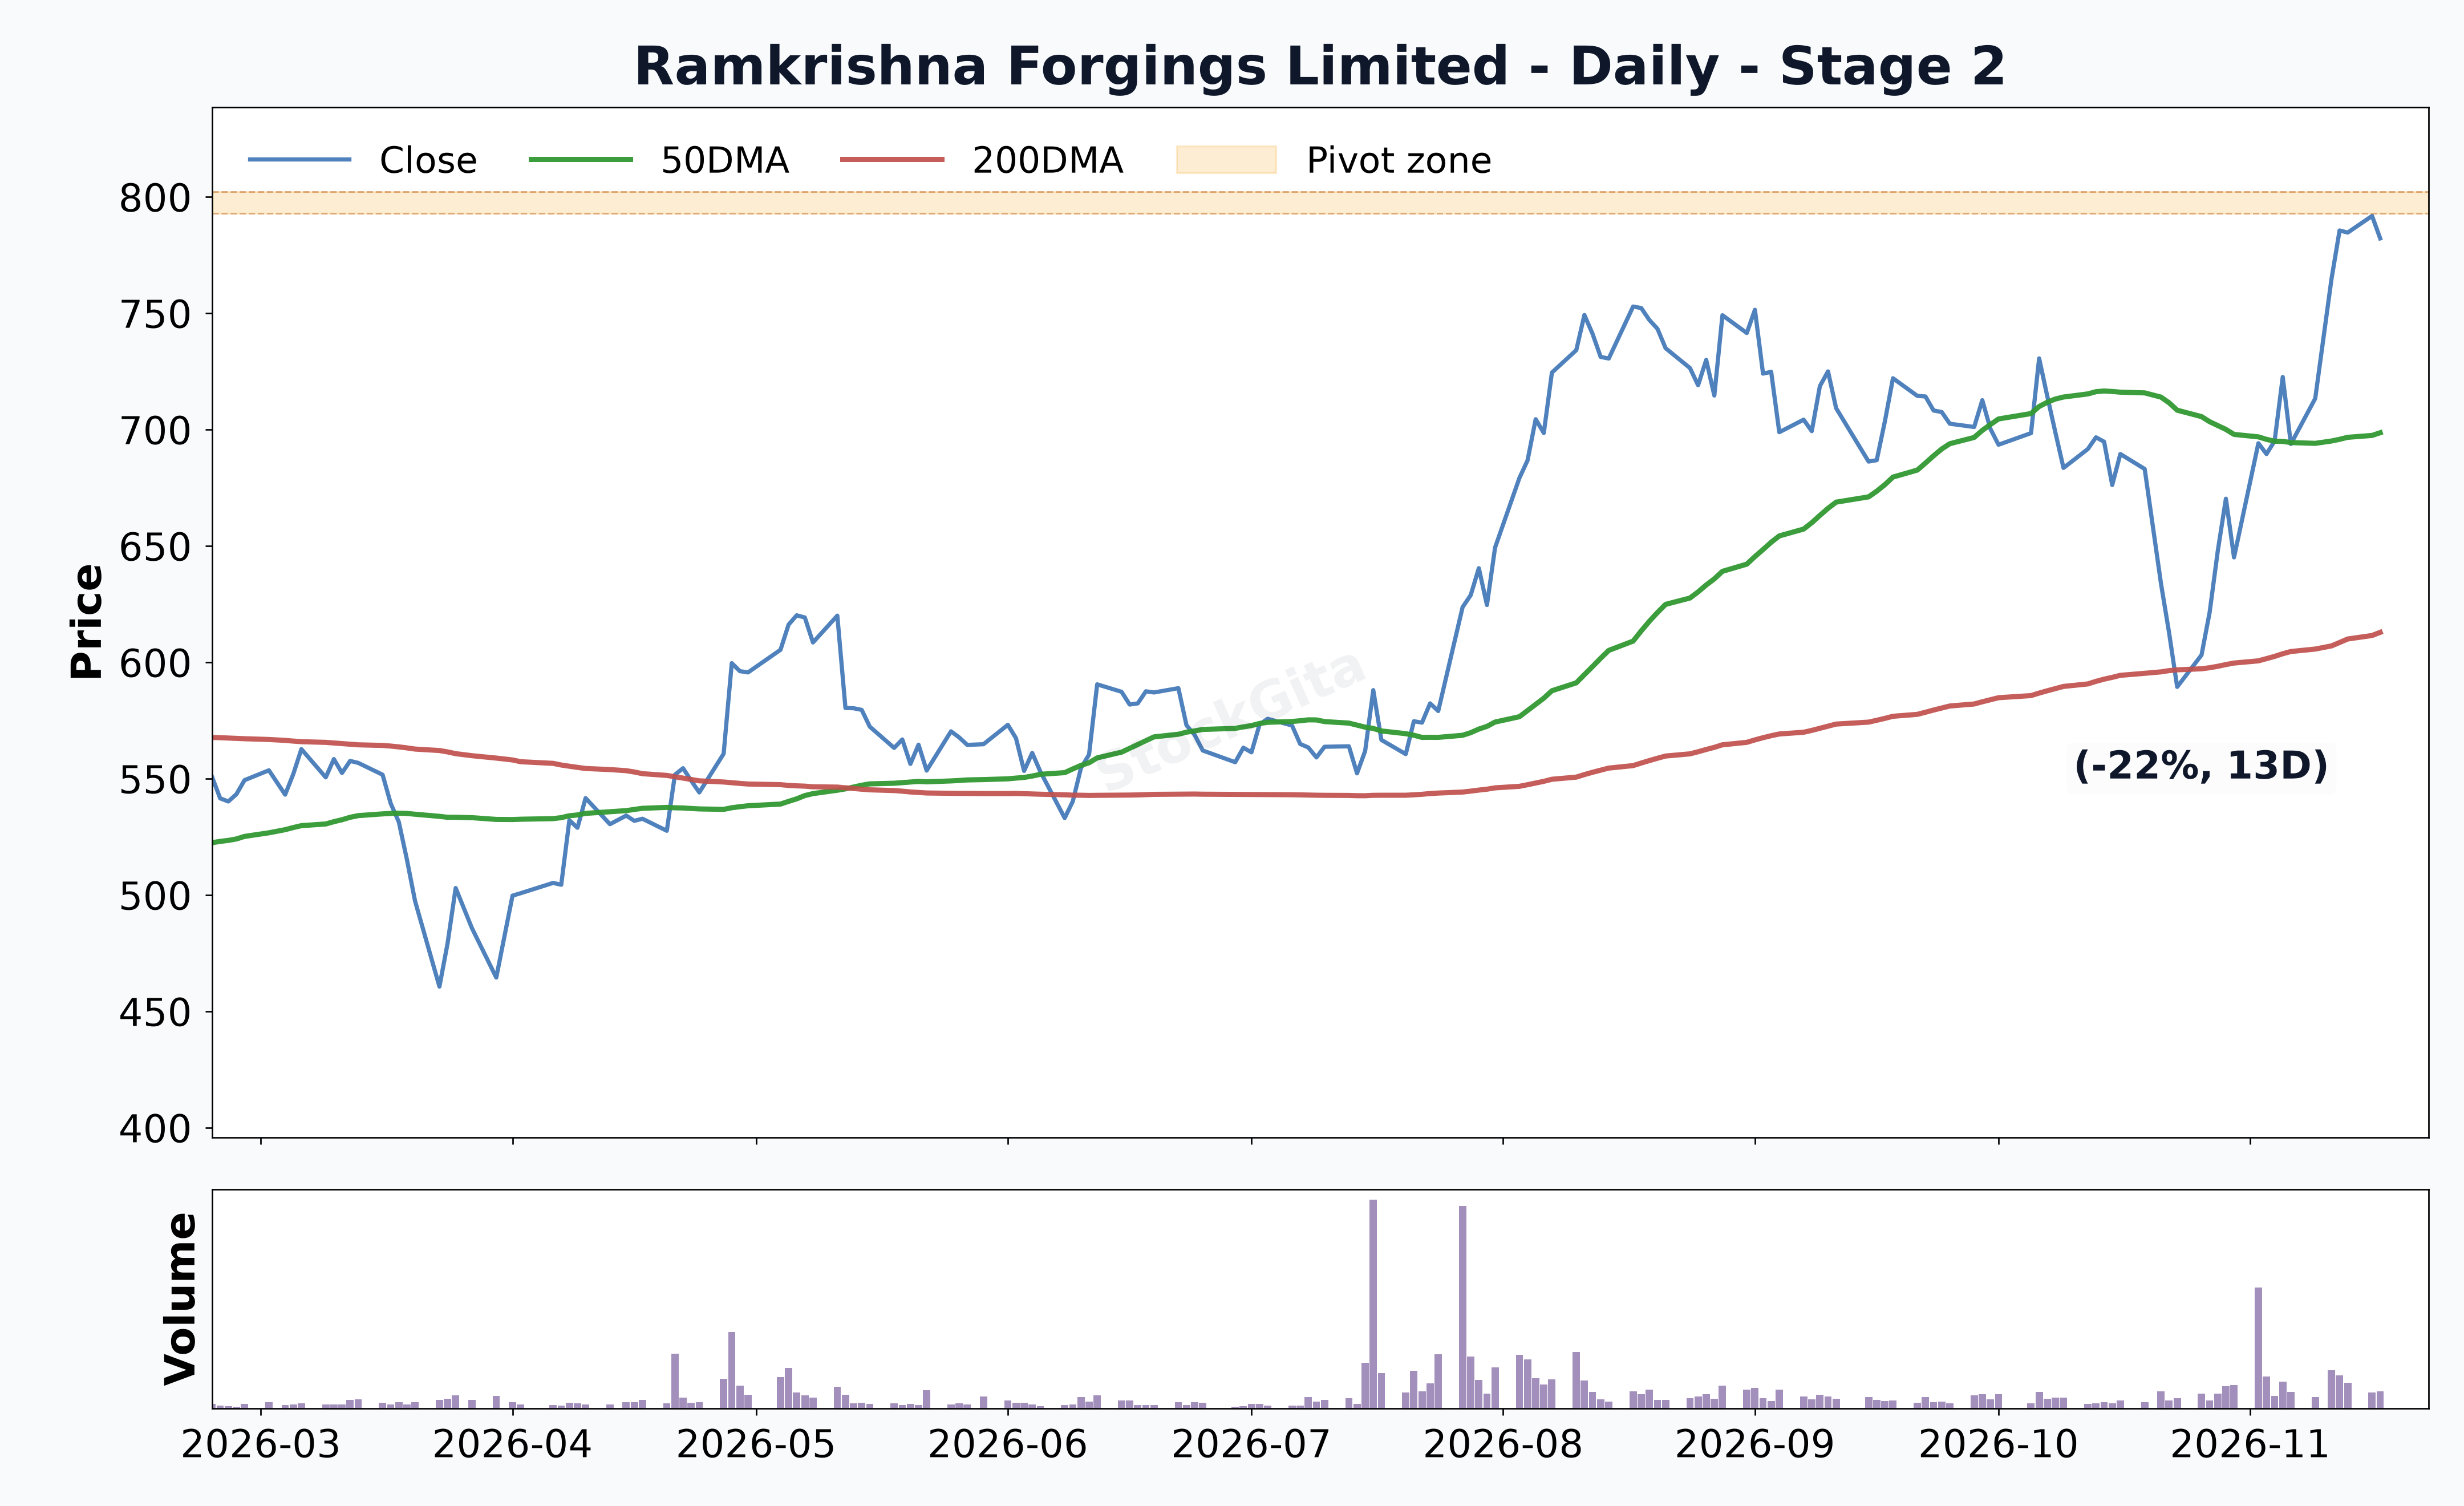 Ramkrishna Forgings Limited - Daily - Stage 2
Close 50DMA 200DMA Pivot zone
800
750
700
650
600
550
500
450
400
Price
StockGita
(-22%, 13D)
Volume
2026-03 2026-04 2026-05 2026-06 2026-07 2026-08 2026-09 2026-10 2026-11